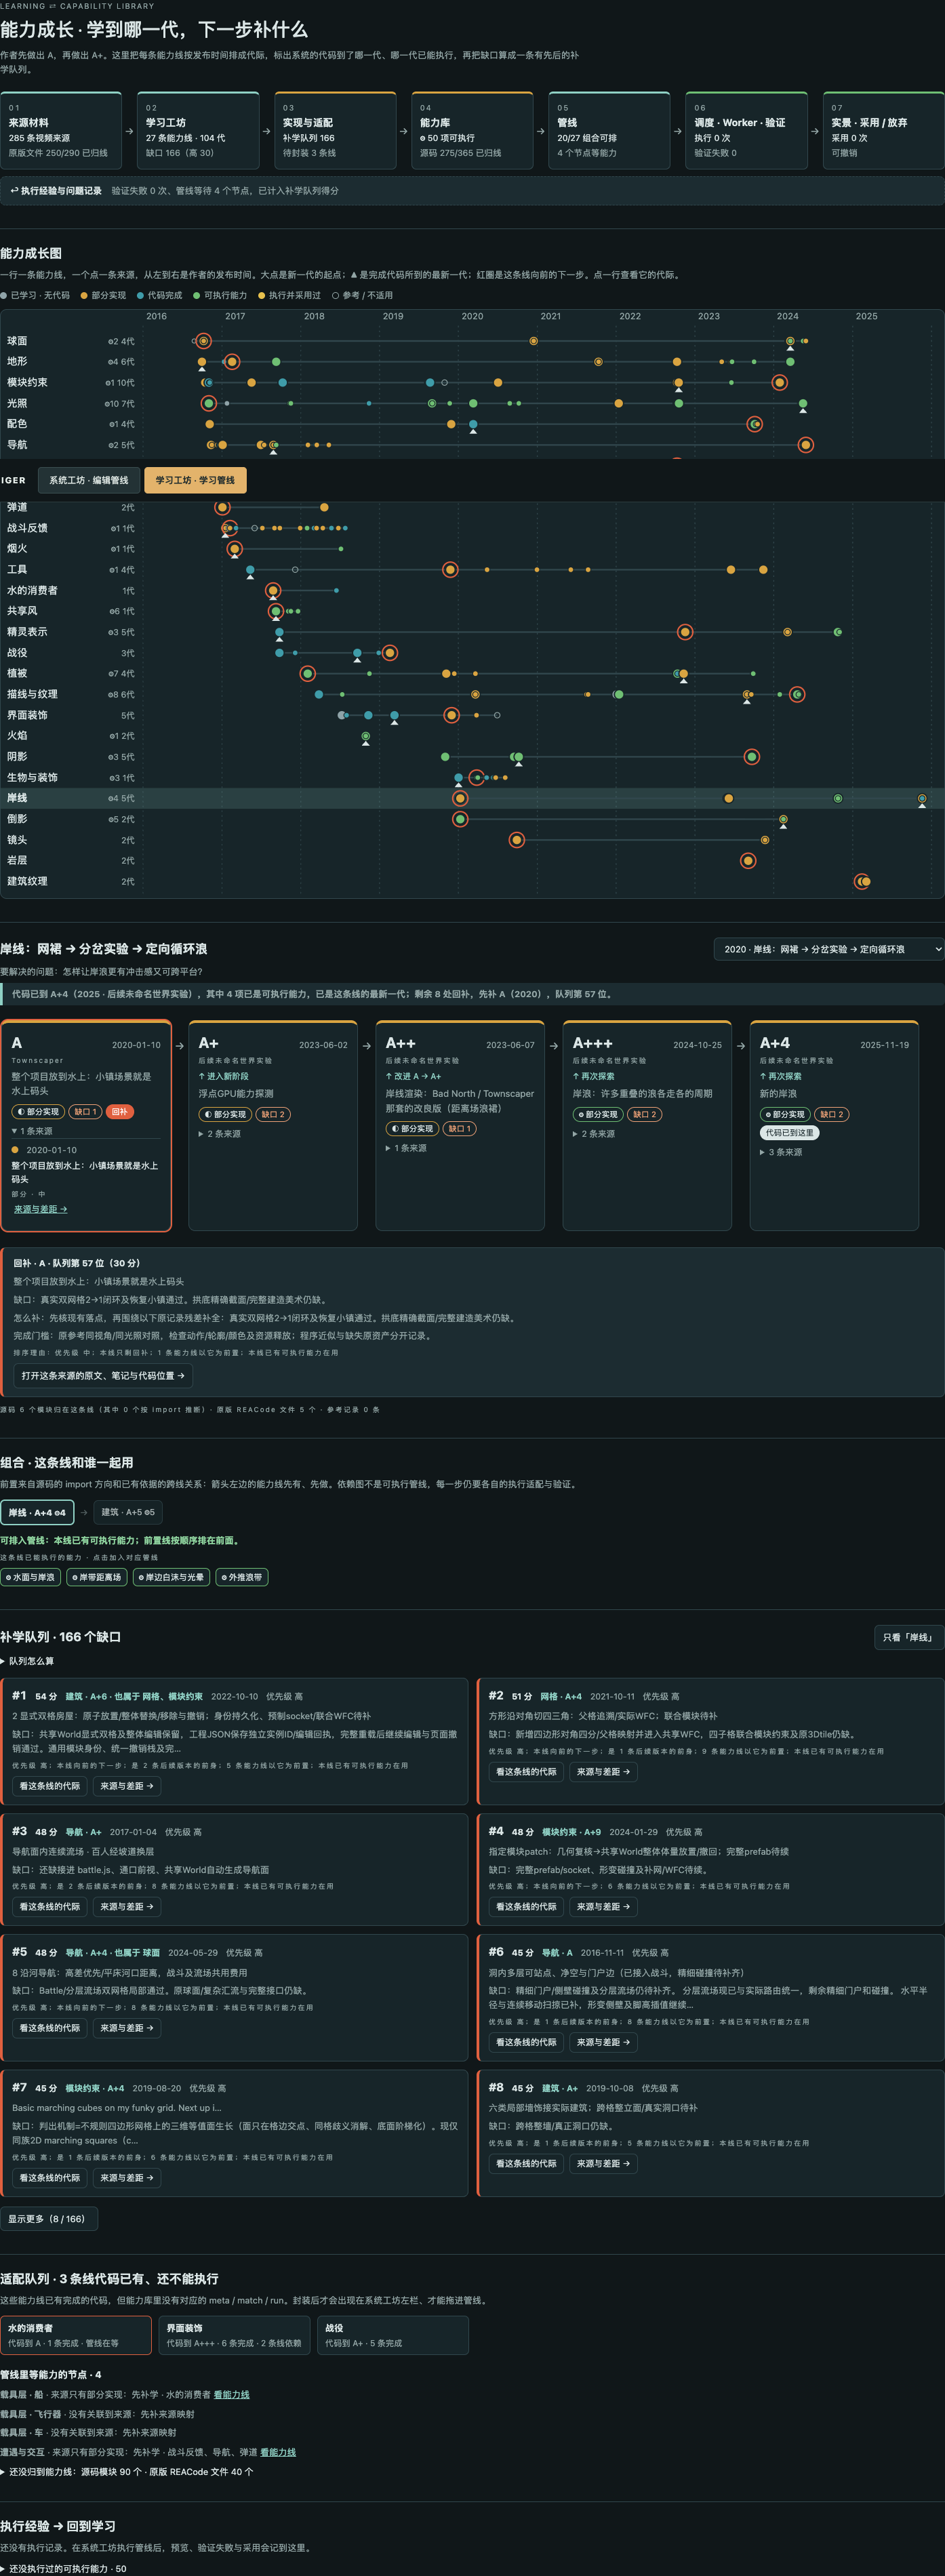 LEARNING ⇄ CAPABILITY LIBRARY
能力成长 · 学到哪一代，下一步补什么
作者先做出 A，再做出 A+。这里把每条能力线按发布时间排成代际，标出系统的代码到了哪一代、哪一代已能执行，再把缺口算成一条有先后的补
学队列。
01
来源材料
285 条视频来源
原版文件 250/290 已归线
→
02
学习工坊
27 条能力线 · 104 代
缺口 166（高 30）
→
03
实现与适配
补学队列 166
待封装 3 条线
→
04
能力库
⚙ 50 项可执行
源码 275/365 已归线
→
05
管线
20/27 组合可排
4 个节点等能力
→
06
调度 · Worker · 验证
执行 0 次
验证失败 0
→
07
实景 · 采用 / 放弃
采用 0 次
可撤销
↩ 执行经验与问题记录 验证失败 0 次、管线等待 4 个节点，已计入补学队列得分
能力成长图
一行一条能力线，一个点一条来源，从左到右是作者的发布时间。大点是新一代的起点；▲ 是完成代码所到的最新一代；红圈是这条线向前的下一步。点一行查看它的代际。
已学习 · 无代码 部分实现 代码完成 可执行能力 执行并采用过 参考 / 不适用
2016 2017 2018 2019 2020 2021 2022 2023 2024 2025
球面 ⚙2 4代
地形 ⚙4 6代
模块约束 ⚙1 10代
光照 ⚙10 7代
配色 ⚙1 4代
导航 ⚙2 5代
IGER 系统工坊 · 编辑管线 学习工坊 · 学习管线
弹道 2代
战斗反馈 ⚙1 1代
烟火 ⚙1 1代
工具 ⚙1 4代
水的消费者 1代
共享风 ⚙6 1代
精灵表示 ⚙3 5代
战役 3代
植被 ⚙7 4代
描线与纹理 ⚙8 6代
界面装饰 5代
火焰 ⚙1 2代
阴影 ⚙3 5代
生物与装饰 ⚙3 1代
岸线 ⚙4 5代
倒影 ⚙5 2代
镜头 2代
岩层 2代
建筑纹理 2代
岸线：网裙 → 分岔实验 → 定向循环浪
2020 · 岸线：网裙 → 分岔实验 → 定向循环浪
要解决的问题：怎样让岸浪更有冲击感又可跨平台？
代码已到 A+4（2025 · 后续未命名世界实验），其中 4 项已是可执行能力，已是这条线的最新一代；剩余 8 处回补，先补 A（2020），队列第 57 位。
A 2020-01-10
Townscaper
整个项目放到水上：小镇场景就是
水上码头
◐ 部分实现 缺口 1 回补
▼ 1 条来源
2020-01-10
整个项目放到水上：小镇场景就是水上
码头
部分 · 中
来源与差距 →
→
A+ 2023-06-02
后续未命名世界实验
↑ 进入新阶段
浮点GPU能力探测
◐ 部分实现 缺口 2
▶ 2 条来源
→
A++ 2023-06-07
后续未命名世界实验
↑ 改进 A → A+
岸线渲染：Bad North / Townscaper
那套的改良版（距离场浪裙）
◐ 部分实现 缺口 1
▶ 1 条来源
→
A+++ 2024-10-25
后续未命名世界实验
↑ 再次探索
岸浪：许多重叠的浪各走各的周期
⚙ 部分实现 缺口 2
▶ 2 条来源
→
A+4 2025-11-19
后续未命名世界实验
↑ 再次探索
新的岸浪
⚙ 部分实现 缺口 2
代码已到这里
▶ 3 条来源
回补 · A · 队列第 57 位（30 分）
整个项目放到水上：小镇场景就是水上码头
缺口：真实双网格2→1闭环及恢复小镇通过。拱底精确截面/完整建造美术仍缺。
怎么补：先核现有落点，再围绕以下原记录残差补全：真实双网格2→1闭环及恢复小镇通过。拱底精确截面/完整建造美术仍缺。
完成门槛：原参考同视角/同光照对照，检查动作/轮廓/颜色及资源释放；程序近似与缺失原资产分开记录。
排序理由：优先级 中；本线只剩回补；1 条能力线以它为前置；本线已有可执行能力在用
打开这条来源的原文、笔记与代码位置 →
源码 6 个模块归在这条线（其中 0 个按 import 推断）· 原版 REACode 文件 5 个 · 参考记录 0 条
组合 · 这条线和谁一起用
前置来自源码的 import 方向和已有依据的跨线关系：箭头左边的能力线先有、先做。依赖图不是可执行管线，每一步仍要各自的执行适配与验证。
岸线 · A+4 ⚙4 → 建筑 · A+5 ⚙5
可排入管线：本线已有可执行能力；前置线按顺序排在前面。
这条线已能执行的能力 · 点击加入对应管线
⚙ 水面与岸浪 ⚙ 岸带距离场 ⚙ 岸边白沫与光晕 ⚙ 外推浪带
补学队列 · 166 个缺口
只看「岸线」
▶ 队列怎么算
#1 54 分 建筑 · A+6 · 也属于 网格、模块约束 2022-10-10 优先级 高
2 显式双格房屋：原子放置/整体替换/移除与撤销；身份持久化、预制socket/联合WFC待补
缺口：共享World显式双格及整体编辑保留，工程JSON保存独立实例ID/编辑回执，完整重载后继续编辑与页面撤
销通过。通用模块身份、统一撤销栈及完...
优先级 高；本线向前的下一步；是 2 条后续版本的前身；5 条能力线以它为前置；本线已有可执行能力在用
看这条线的代际 来源与差距 →
#2 51 分 网格 · A+4 2021-10-11 优先级 高
方形沿对角切四三角：父格追溯/实际WFC；联合模块待补
缺口：新增四边形对角四分/父格映射并进入共享WFC，四子格联合模块约束及原3Dtile仍缺。
优先级 高；本线向前的下一步；是 1 条后续版本的前身；9 条能力线以它为前置；本线已有可执行能力在用
看这条线的代际 来源与差距 →
#3 48 分 导航 · A+ 2017-01-04 优先级 高
导航面内连续流场 · 百人经坡道换层
缺口：还缺接进 battle.js、通口前视、共享World自动生成导航面
优先级 高；是 2 条后续版本的前身；8 条能力线以它为前置；本线已有可执行能力在用
看这条线的代际 来源与差距 →
#4 48 分 模块约束 · A+9 2024-01-29 优先级 高
指定模块patch：几何复核→共享World整体体量放置/撤回；完整prefab待续
缺口：完整prefab/socket、形变碰撞及补网/WFC待续。
优先级 高；本线向前的下一步；6 条能力线以它为前置；本线已有可执行能力在用
看这条线的代际 来源与差距 →
#5 48 分 导航 · A+4 · 也属于 球面 2024-05-29 优先级 高
8 沿河导航：高差优先/平床河口距离，战斗及流场共用费用
缺口：Battle/分层流场双网格布局通过。原球面/复杂汇流与完整接口仍缺。
优先级 高；本线向前的下一步；8 条能力线以它为前置；本线已有可执行能力在用
看这条线的代际 来源与差距 →
#6 45 分 导航 · A 2016-11-11 优先级 高
洞内多层可站点、净空与门户边（已接入战斗，精细碰撞待补齐）
缺口：精细门户/侧壁碰撞及分层流场仍待补齐。 分层流场现已与实际路由统一，剩余精细门户和碰撞。 水平半
径与连续移动扫掠已补，形变侧壁及脚高插值继续...
优先级 高；是 1 条后续版本的前身；8 条能力线以它为前置；本线已有可执行能力在用
看这条线的代际 来源与差距 →
#7 45 分 模块约束 · A+4 2019-08-20 优先级 高
Basic marching cubes on my funky grid. Next up i...
缺口：判出机制=不规则四边形网格上的三维等值面生长（面只在格边交点、同格歧义消解、底面阶梯化）。现仅
同族2D marching squares（c...
优先级 高；是 1 条后续版本的前身；6 条能力线以它为前置；本线已有可执行能力在用
看这条线的代际 来源与差距 →
#8 45 分 建筑 · A+ 2019-10-08 优先级 高
六类局部墙饰接实际建筑；跨格整立面/真实洞口待补
缺口：跨格整墙/真正洞口仍缺。
优先级 高；是 1 条后续版本的前身；5 条能力线以它为前置；本线已有可执行能力在用
看这条线的代际 来源与差距 →
显示更多（8 / 166）
适配队列 · 3 条线代码已有、还不能执行
这些能力线已有完成的代码，但能力库里没有对应的 meta / match / run。封装后才会出现在系统工坊左栏、才能拖进管线。
水的消费者
代码到 A · 1 条完成 · 管线在等
界面装饰
代码到 A+++ · 6 条完成 · 2 条线依赖
战役
代码到 A+ · 5 条完成
管线里等能力的节点 · 4
载具层 · 船 · 来源只有部分实现：先补学 · 水的消费者 看能力线
载具层 · 飞行器 · 没有关联到来源：先补来源映射
载具层 · 车 · 没有关联到来源：先补来源映射
遭遇与交互 · 来源只有部分实现：先补学 · 战斗反馈、导航、弹道 看能力线
▶ 还没归到能力线：源码模块 90 个 · 原版 REACode 文件 40 个
执行经验 → 回到学习
还没有执行记录。在系统工坊执行管线后，预览、验证失败与采用会记到这里。
▶ 还没执行过的可执行能力 · 50